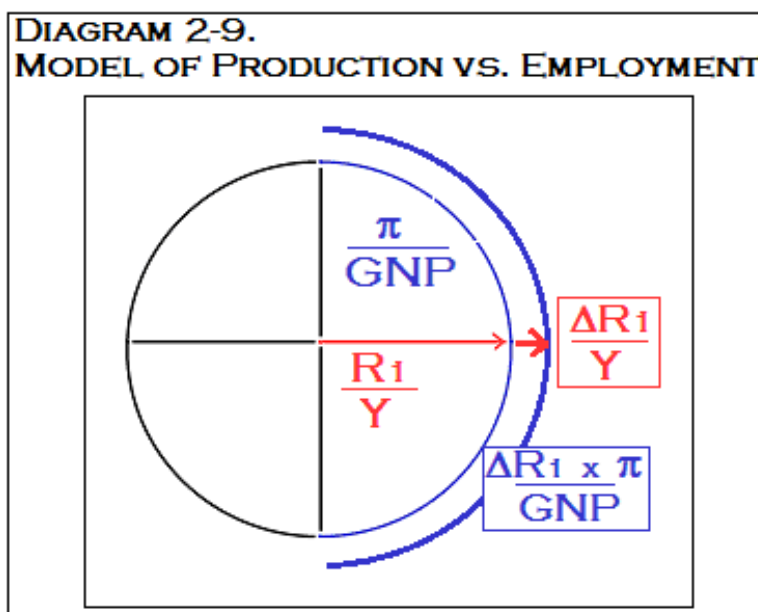 DIAGRAM 2-9.
MODEL OF PRODUCTION VS. EMPLOYMENT
π
GNP
ΔR1
Y
R1
Y
ΔR1 x π
GNP